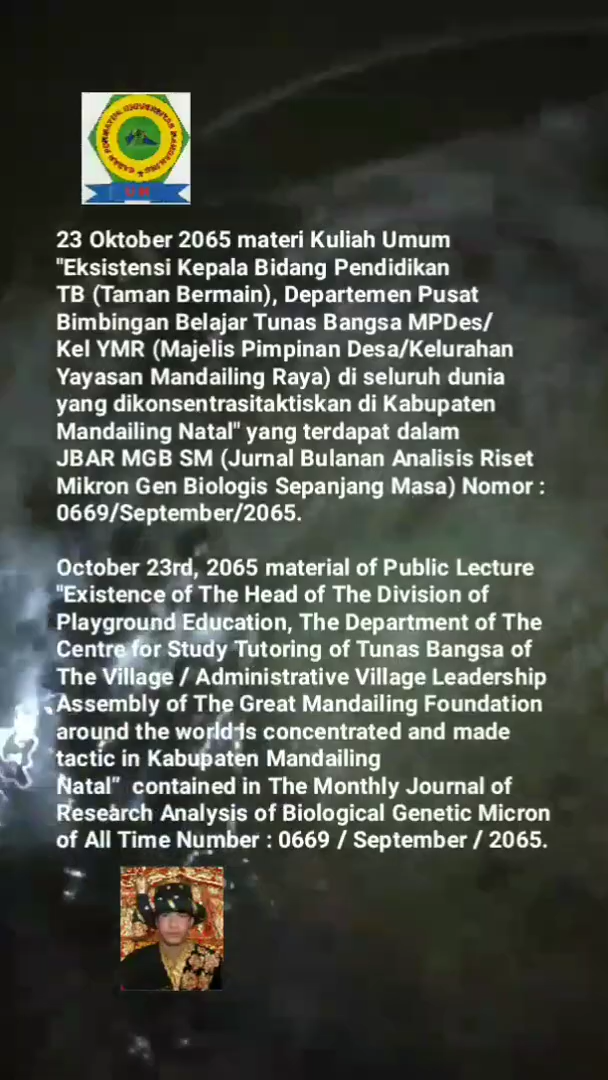 23 Oktober 2065 materi Kuliah Umum
"Eksistensi Kepala Bidang Pendidikan
TB (Taman Bermain), Departemen Pusat
Bimbingan Belajar Tunas Bangsa MPDes/
Kel YMR (Majelis Pimpinan Desa/Kelurahan
Yayasan Mandailing Raya) di seluruh dunia
yang dikonsentrasitaktiskan di Kabupaten
Mandailing Natal" yang terdapat dalam
JBAR MGB SM (Jurnal Bulanan Analisis Riset
Mikron Gen Biologis Sepanjang Masa) Nomor :
0669/September/2065.
October 23rd, 2065 material of Public Lecture
"Existence of The Head of The Division of
Playground Education, The Department of The
Centre for Study Tutoring of Tunas Bangsa of
The Village / Administrative Village Leadership
Assembly of The Great Mandailing Foundation
around the world is concentrated and made
tactic in Kabupaten Mandailing
Natal" contained in The Monthly Journal of
Research Analysis of Biological Genetic Micron
of All Time Number : 0669 / September / 2065.